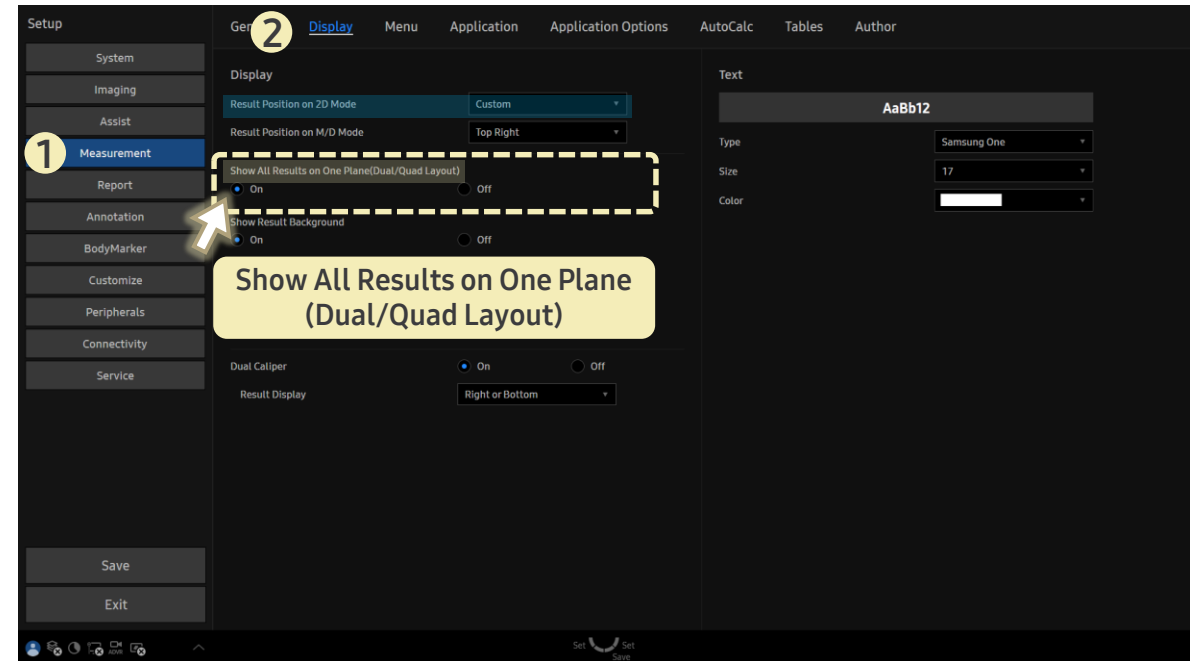 Setup
System
Imaging
Assist
1
Measurement
Report
Annotation
BodyMarker
Customize
Peripherals
Connectivity
Service
Save
Exit
2
Display Menu Application Application Options AutoCalc Tables Author
Display
Result Position on 2D Mode Custom
Result Position on M/D Mode Top Right
Show All Results on One Plane(Dual/Quad Layout)
On Off
Show Result Background
On Off
Show All Results on One Plane
(Dual/Quad Layout)
Dual Caliper On Off
Result Display Right or Bottom
Text
AaBb12
Type Samsung One
Size 17
Color
Set Set
Save